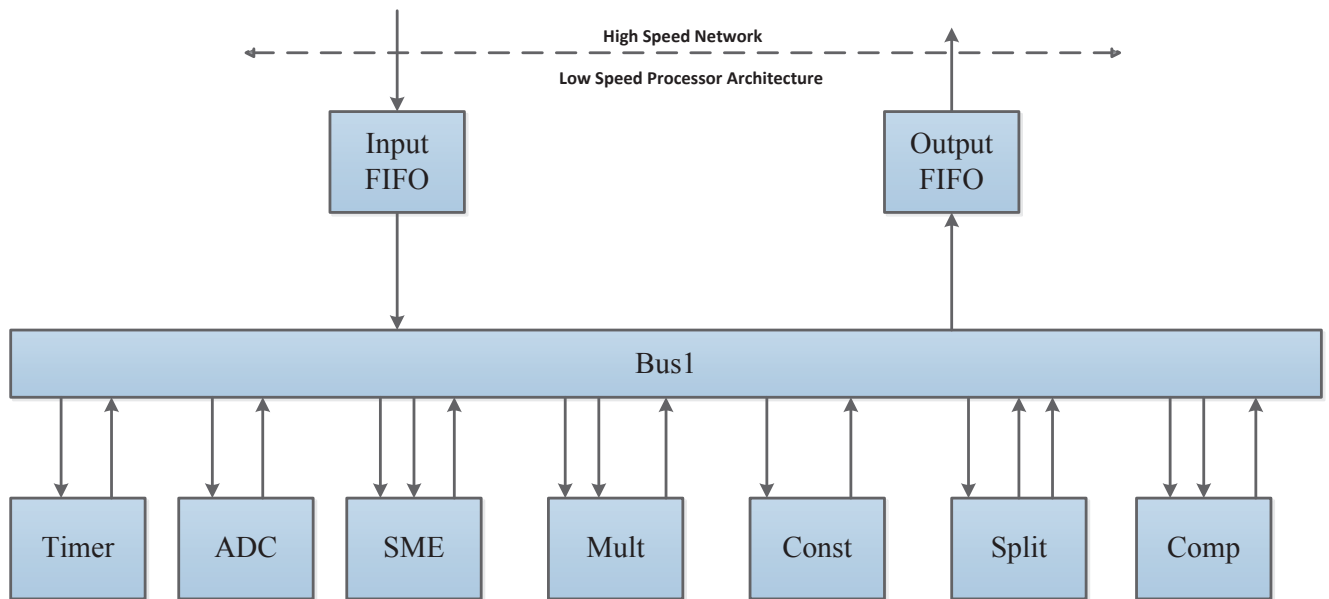 High Speed Network
Low Speed Processor Architecture
Input
FIFO
Output
FIFO
Bus1
Timer
ADC
SME
Mult
Const
Split
Comp